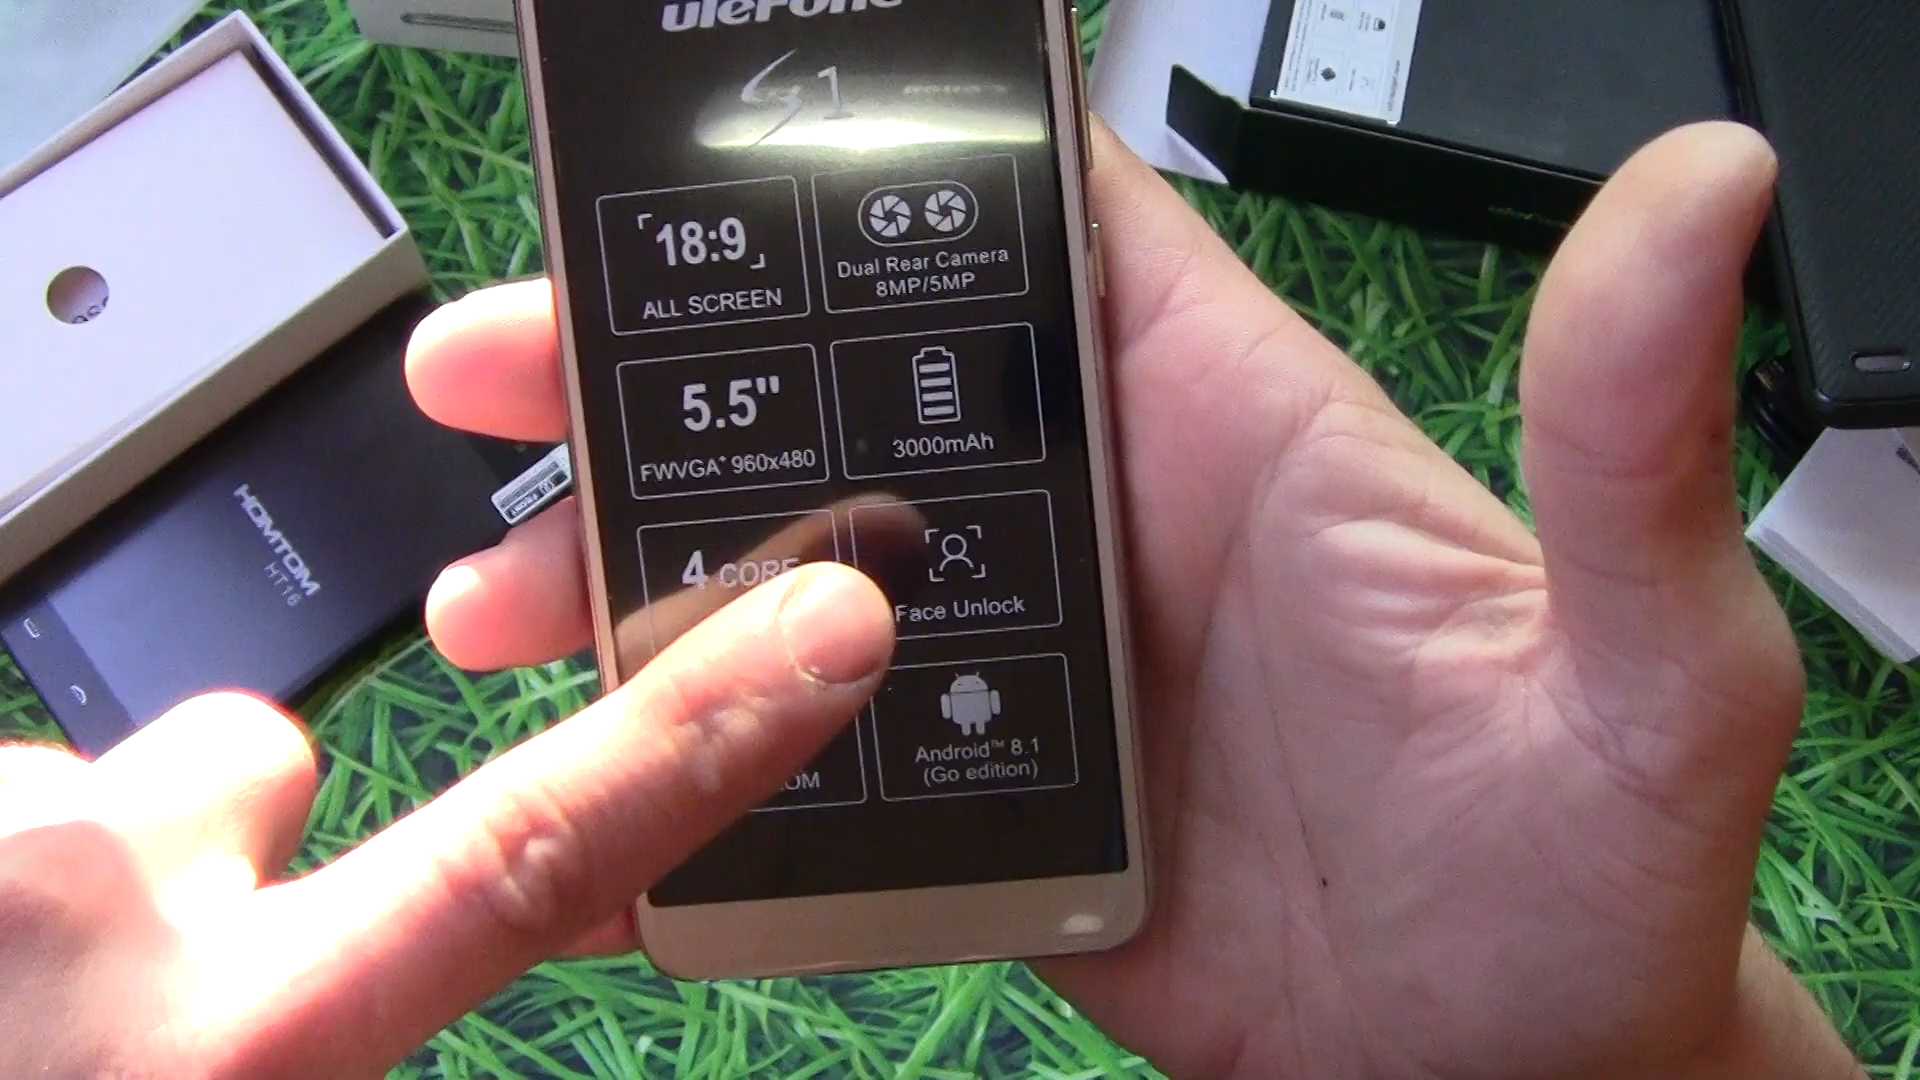 uleFone
S1
18:9
ALL SCREEN
Dual Rear Camera
8MP/5MP
5.5"
FWVGA+ 960x480
3000mAh
4 CORE
Face Unlock
Android™ 8.1
(Go edition)
HOMTOM
HT16